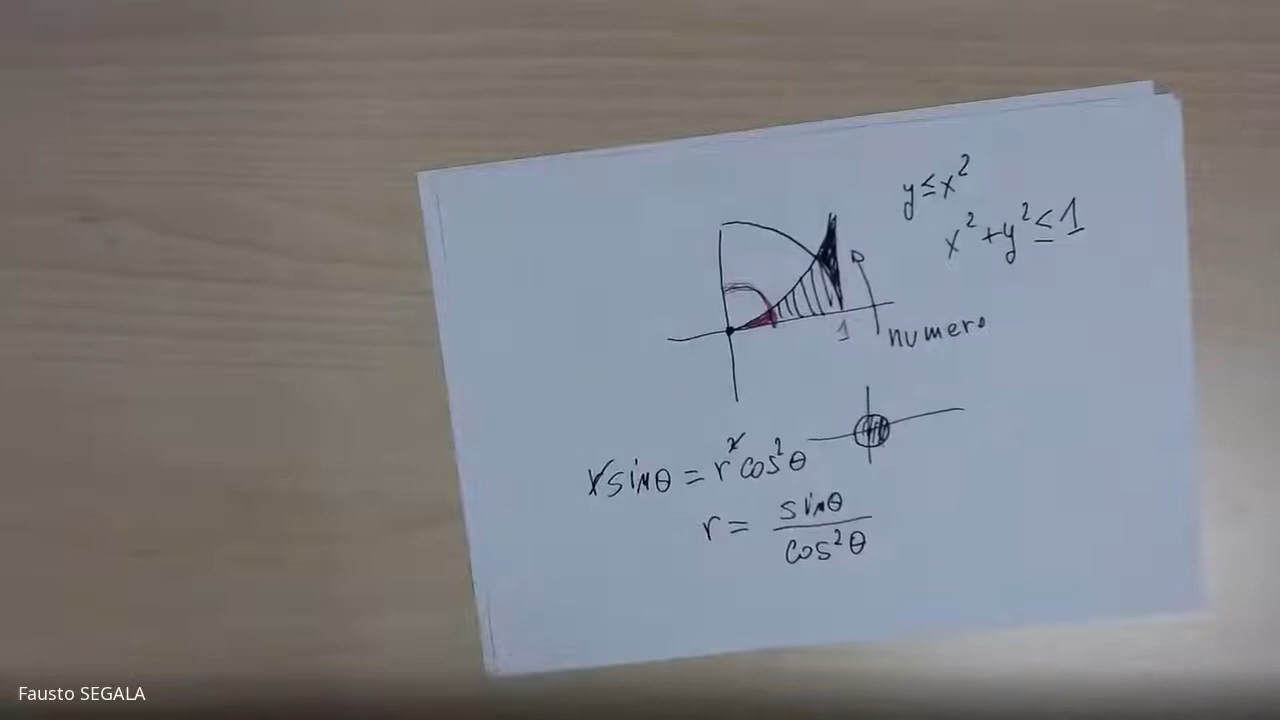 y ≤ x²
x² + y² ≤ 1
1
numero
r sinθ = r² cos²θ
r = sinθ / cos²θ
Fausto SEGALA